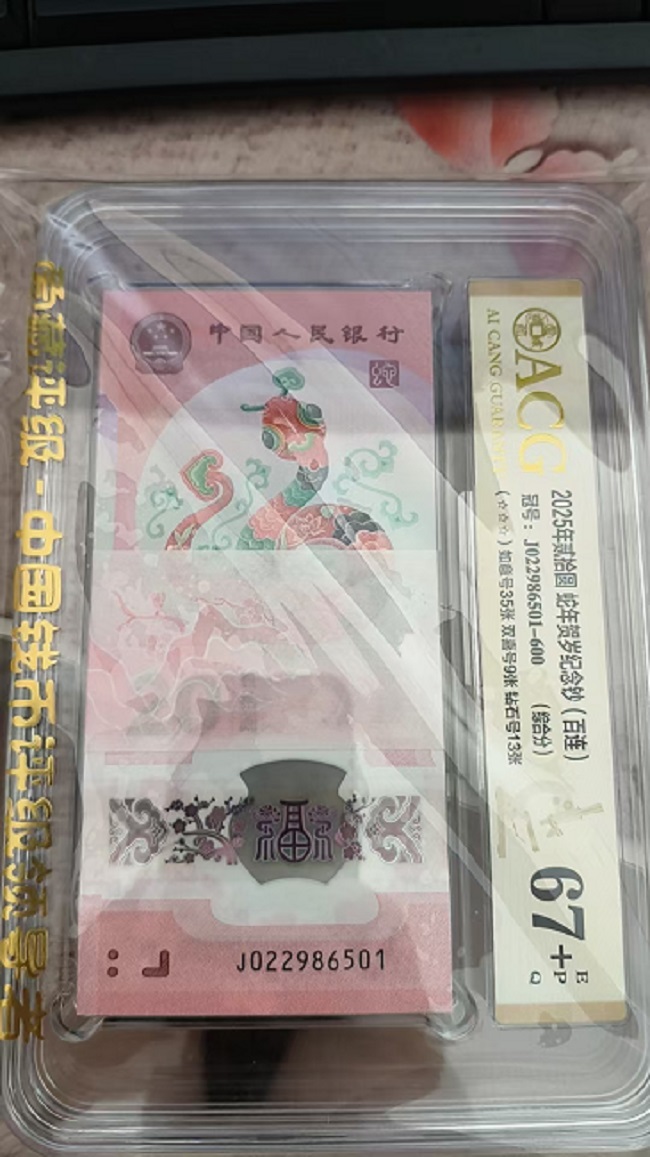 中国人民银行
福
J022986501
ACG
AI CANG GUARANTY
2025年贰拾圆 蛇年贺岁纪念钞（百连）
冠号：J022986501-600 （综合分）
（☆☆☆）如意号35张 双喜号9张 钻石号13张
67+
E
P
Q
评级-中国钱币评级领导者